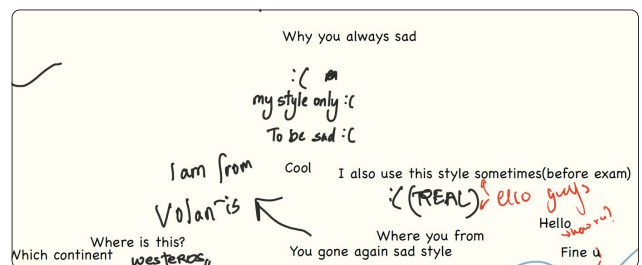 Why you always sad
:(
my style only :(
To be sad :(
I am from
Cool
I also use this style sometimes(before exam)
:( (REAL)
ello guys
Volantis
Hello
how r u?
Where you from
Where is this?
You gone again sad style
Fine u
Which continent
westeros